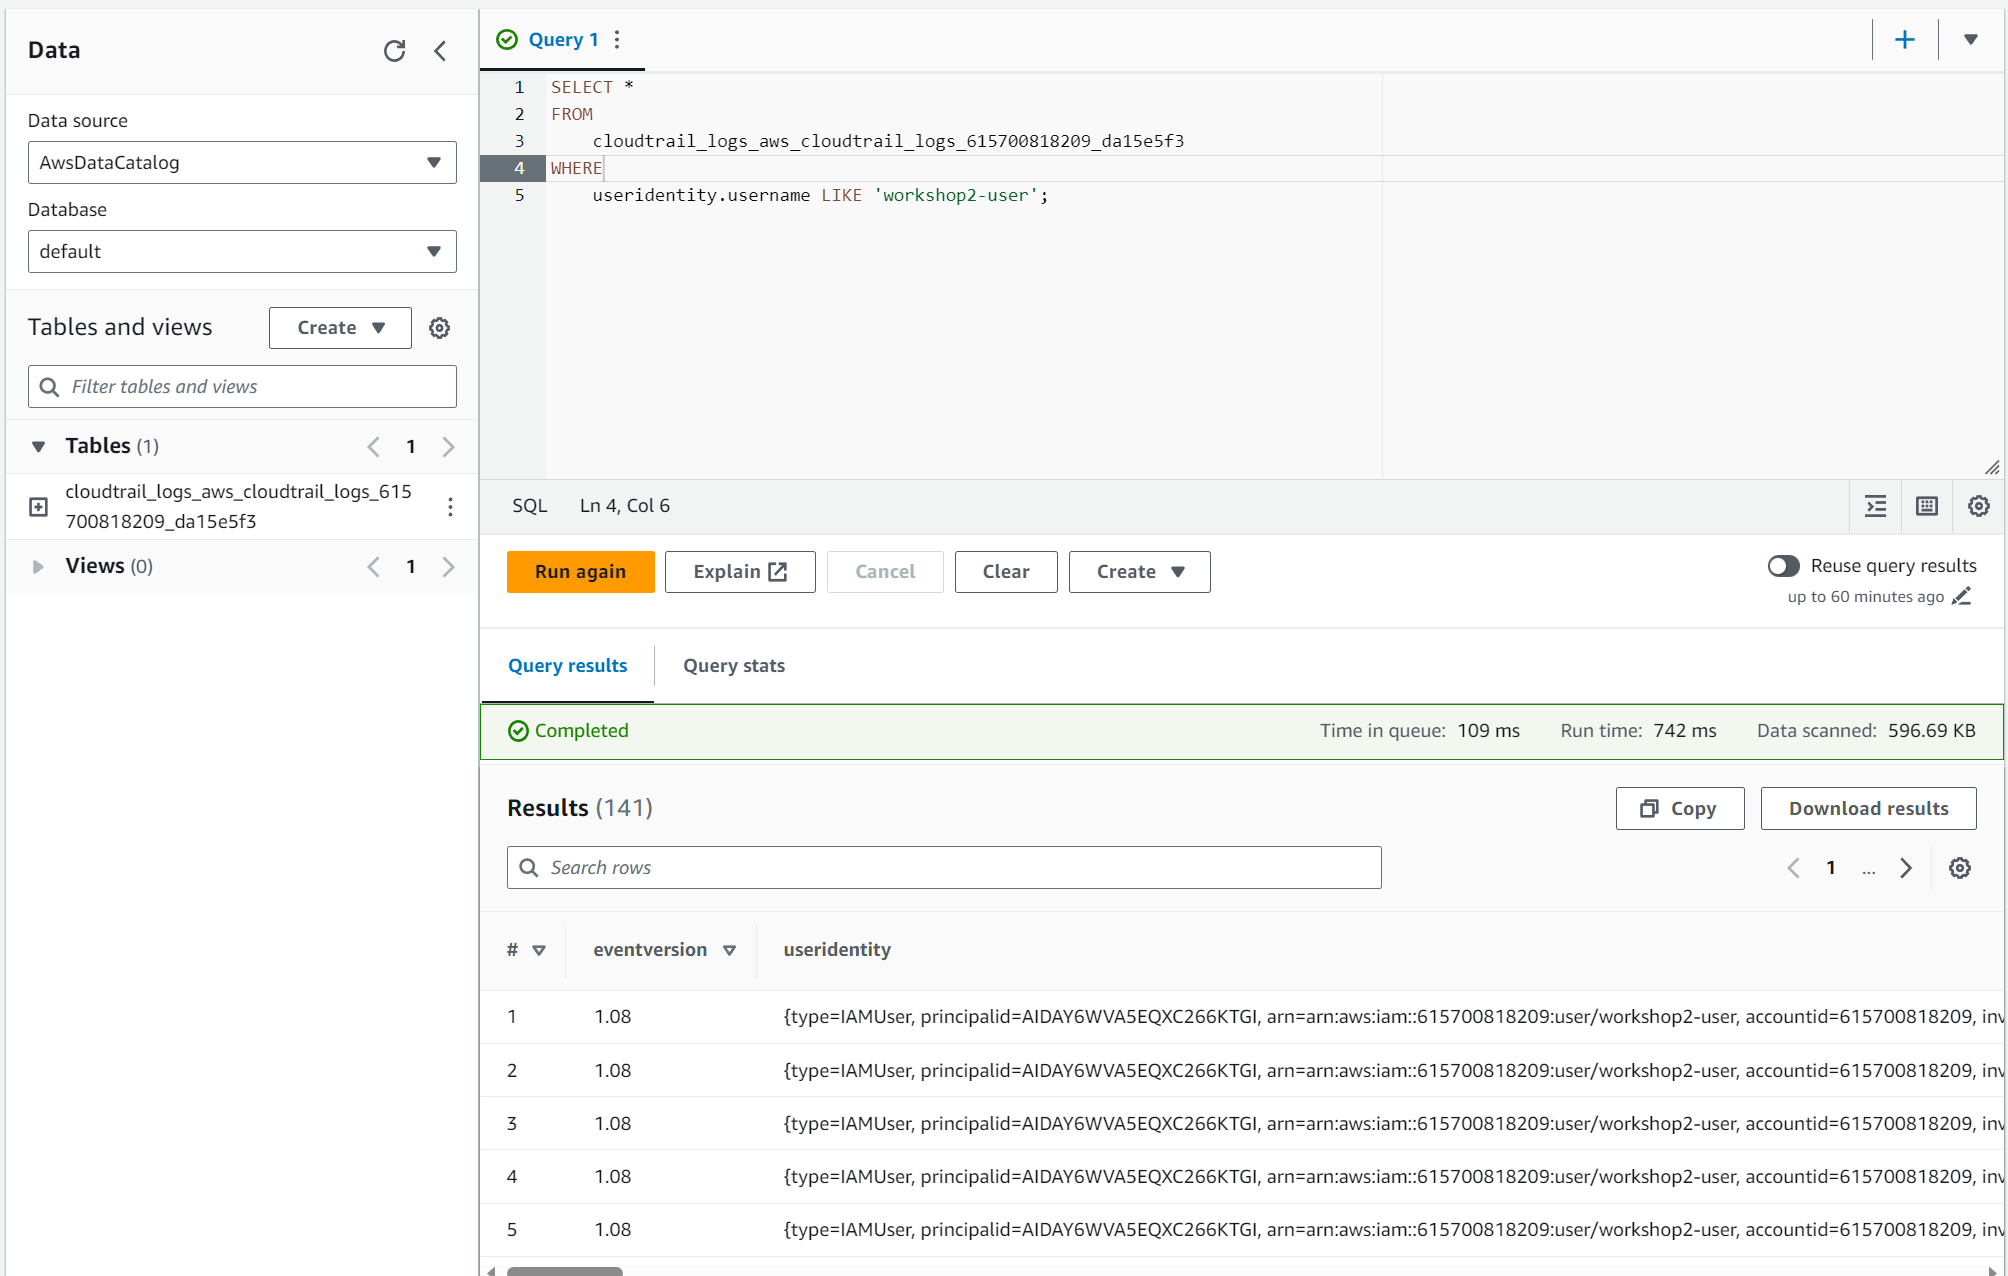 Data
Data source
AwsDataCatalog
Database
default
Tables and views
Create
Filter tables and views
Tables (1)
1
cloudtrail_logs_aws_cloudtrail_logs_615
700818209_da15e5f3
Views (0)
1
Query 1
1 SELECT *
2 FROM
3 cloudtrail_logs_aws_cloudtrail_logs_615700818209_da15e5f3
4 WHERE
5 useridentity.username LIKE 'workshop2-user';
SQL Ln 4, Col 6
Run again Explain Cancel Clear Create
Reuse query results
up to 60 minutes ago
Query results Query stats
Completed Time in queue: 109 ms Run time: 742 ms Data scanned: 596.69 KB
Results (141)
Copy Download results
Search rows
1 ...
# eventversion useridentity
1 1.08 {type=IAMUser, principalid=AIDAY6WVA5EQXC266KTGI, arn=arn:aws:iam::615700818209:user/workshop2-user, accountid=615700818209, inv
2 1.08 {type=IAMUser, principalid=AIDAY6WVA5EQXC266KTGI, arn=arn:aws:iam::615700818209:user/workshop2-user, accountid=615700818209, inv
3 1.08 {type=IAMUser, principalid=AIDAY6WVA5EQXC266KTGI, arn=arn:aws:iam::615700818209:user/workshop2-user, accountid=615700818209, inv
4 1.08 {type=IAMUser, principalid=AIDAY6WVA5EQXC266KTGI, arn=arn:aws:iam::615700818209:user/workshop2-user, accountid=615700818209, inv
5 1.08 {type=IAMUser, principalid=AIDAY6WVA5EQXC266KTGI, arn=arn:aws:iam::615700818209:user/workshop2-user, accountid=615700818209, inv